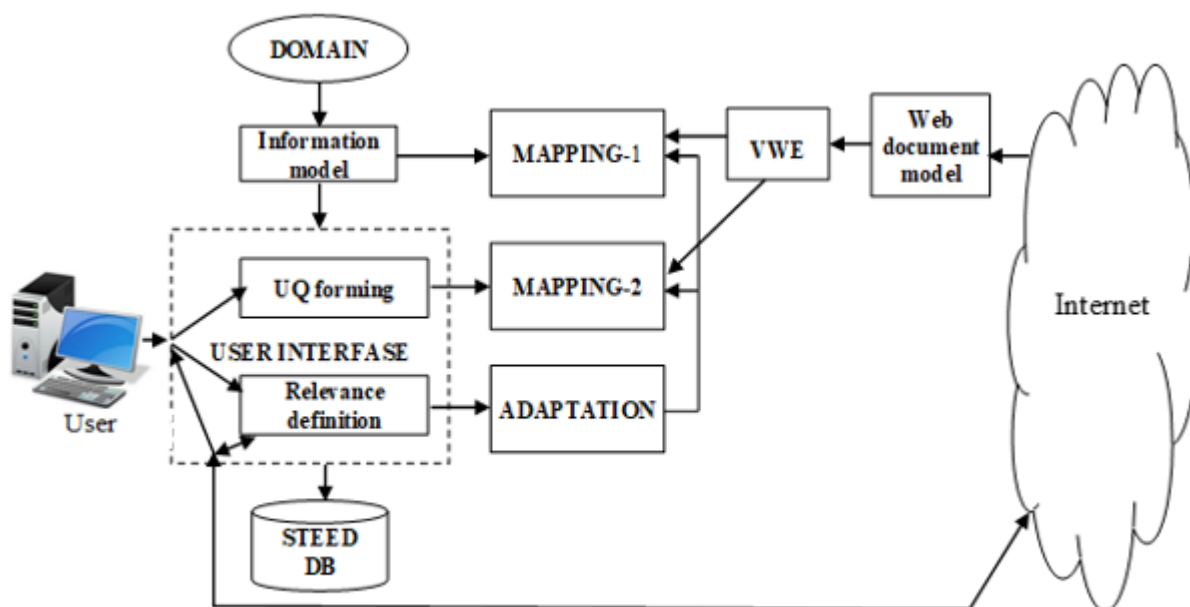 DOMAIN
Information
model
MAPPING-1
VWE
Web
document
model
UQ forming
MAPPING-2
Internet
USER INTERFASE
Relevance
definition
ADAPTATION
User
STEED
DB